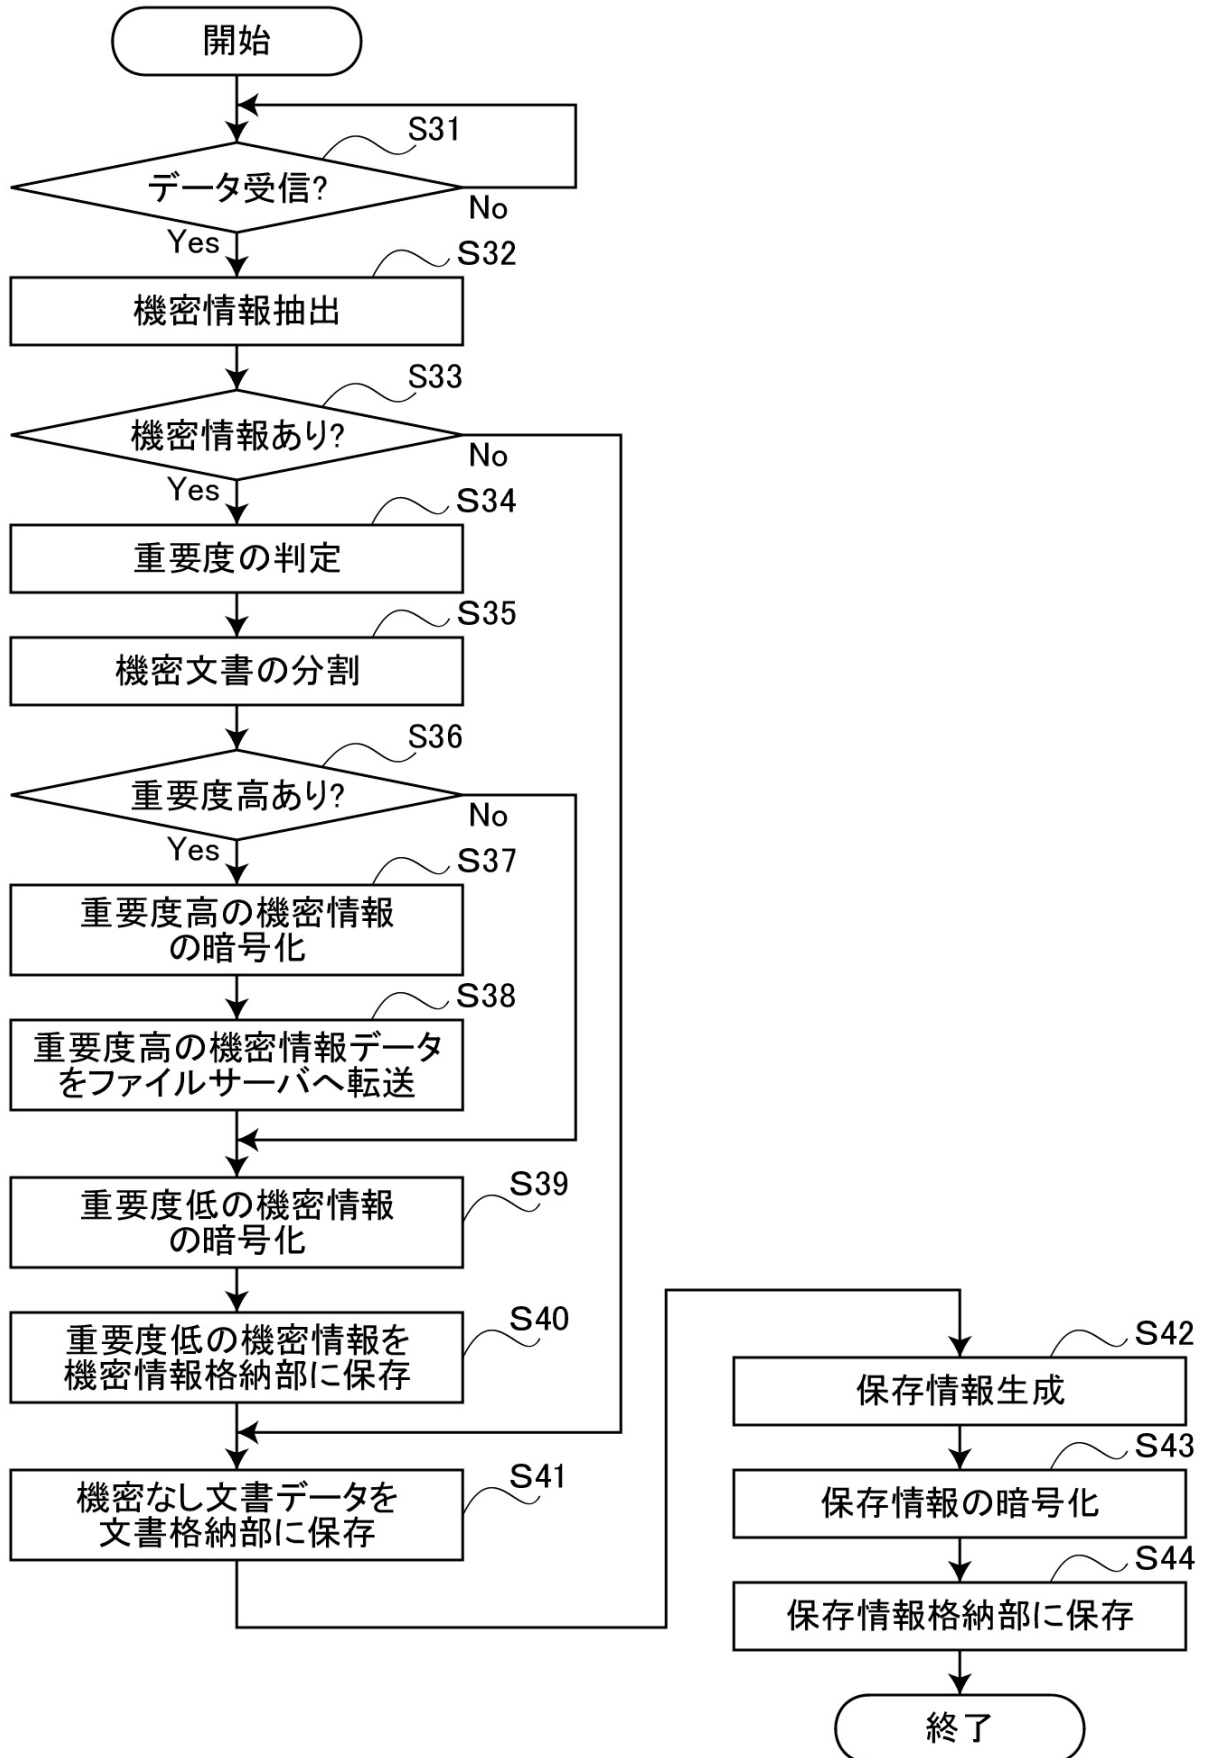 開始
S31
データ受信?
No
Yes
S32
機密情報抽出
S33
機密情報あり?
No
Yes
S34
重要度の判定
S35
機密文書の分割
S36
重要度高あり?
No
Yes
S37
重要度高の機密情報
の暗号化
S38
重要度高の機密情報データ
をファイルサーバへ転送
S39
重要度低の機密情報
の暗号化
S40
重要度低の機密情報を
機密情報格納部に保存
S41
機密なし文書データを
文書格納部に保存
S42
保存情報生成
S43
保存情報の暗号化
S44
保存情報格納部に保存
終了